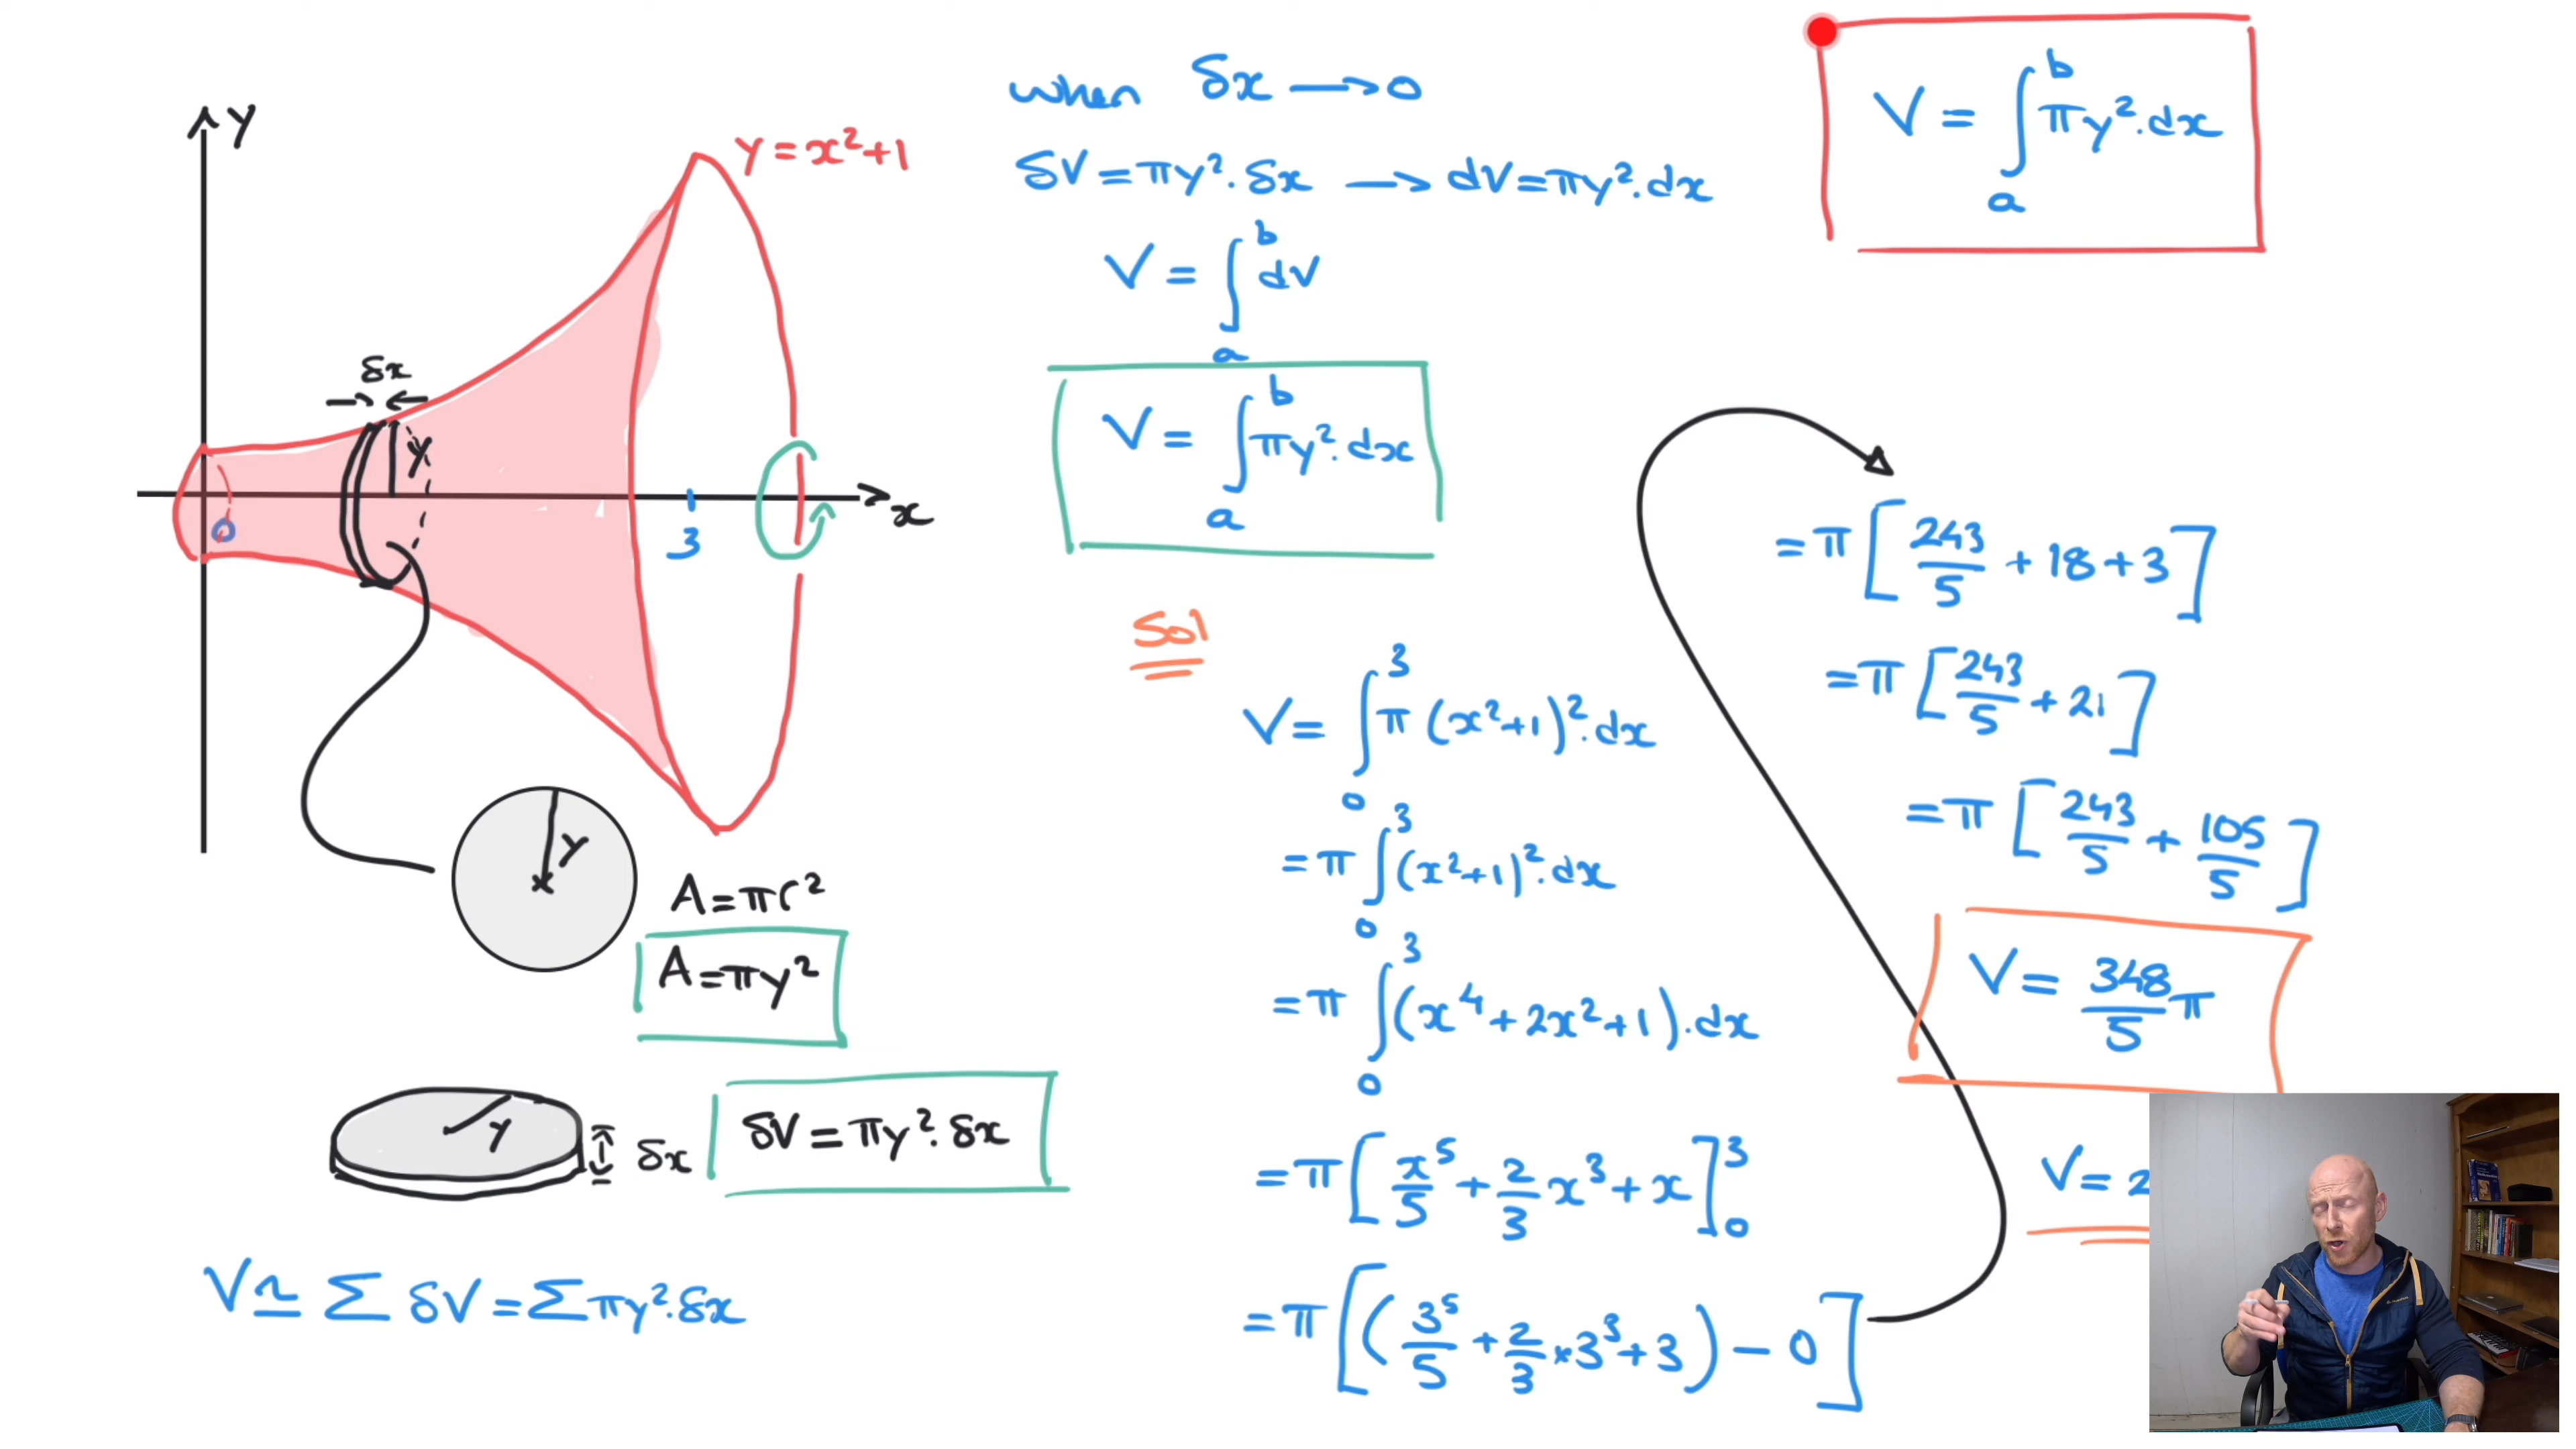 y
y = x²+1
δx
y
0
3
x
y
A = πr²
A = πy²
y
δx
δV = πy².δx
V ≃ ∑ δV = ∑πy².δx
when δx → 0
δV = πy².δx → dV = πy².dx
V = ∫ₐᵇ dV
V = ∫ₐᵇ πy².dx
Sol
V = ∫₀³ π(x²+1)².dx
= π ∫₀³ (x²+1)².dx
= π ∫₀³ (x⁴+2x²+1).dx
= π [x⁵/5 + 2/3 x³ + x]₀³
= π [(3⁵/5 + 2/3 × 3³ + 3) − 0]
V = ∫ₐᵇ πy².dx
= π [243/5 + 18 + 3]
= π [243/5 + 21]
= π [243/5 + 105/5]
V = 348/5 π
V = 2